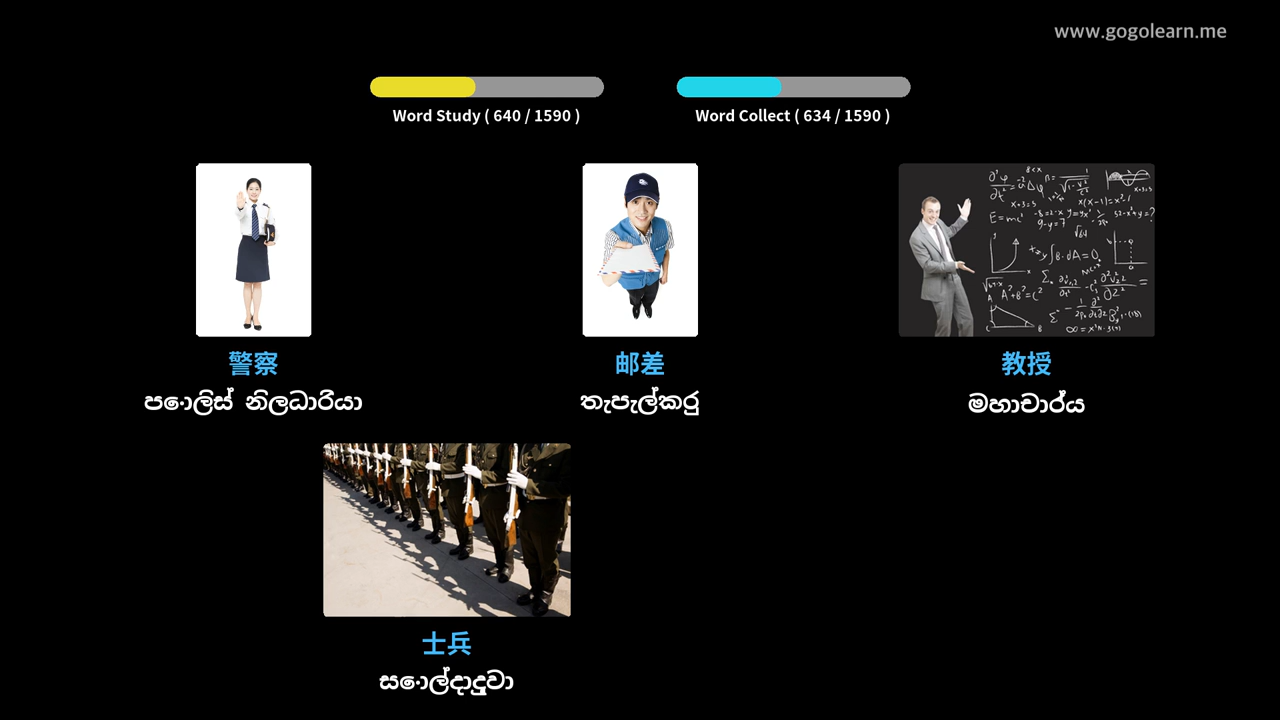 www.gogolearn.me
Word Study ( 640 / 1590 )
Word Collect ( 634 / 1590 )
警察
පොලිස් නිලධාරියා
邮差
තැපැල්කරු
教授
මහාචාර්ය
士兵
සොල්දාදුවා